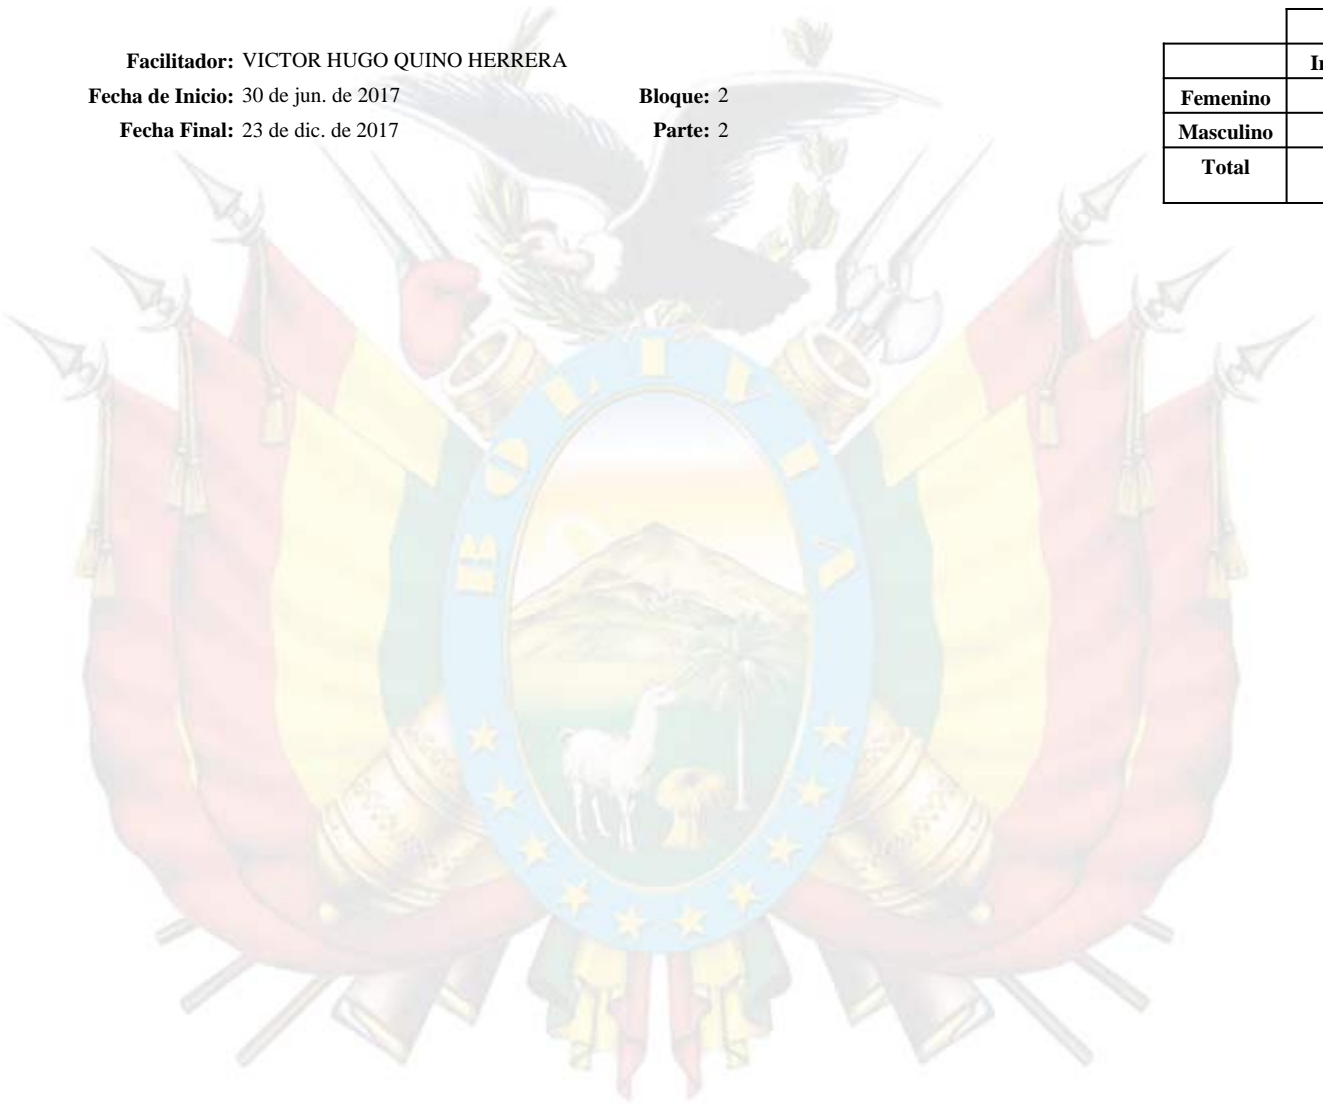 Facilitador: VICTOR HUGO QUINO HERRERA
Fecha de Inicio: 30 de jun. de 2017 Bloque: 2
Fecha Final: 23 de dic. de 2017 Parte: 2
Femenino
Masculino
Total
BOLIVIA